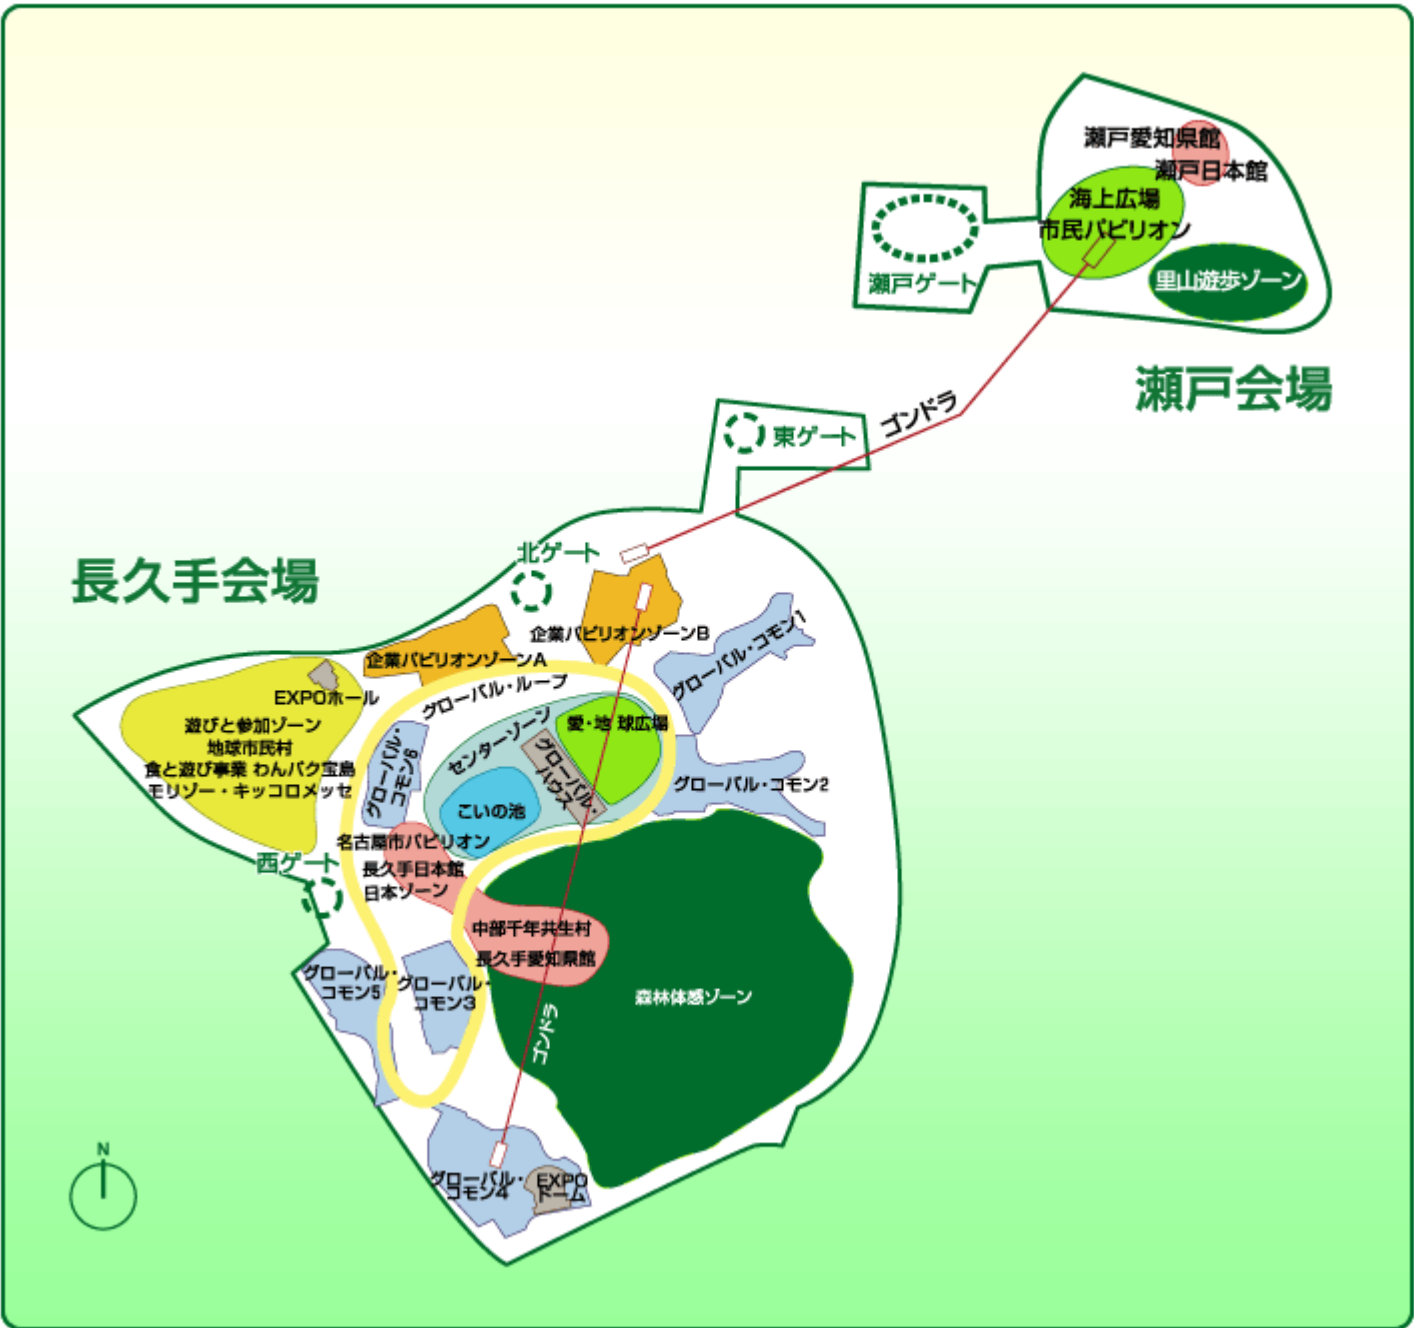 瀬戸愛知県館
瀬戸日本館
海上広場
市民パビリオン
里山遊歩ゾーン
瀬戸ゲート
瀬戸会場
ゴンドラ
東ゲート
長久手会場
北ゲート
企業パビリオンゾーンB
企業パビリオンゾーンA
グローバル・コモン1
グローバル・ループ
EXPOホール
遊びと参加ゾーン
地球市民村
食と遊び事業 わんパク宝島
モリゾー・キッコロメッセ
グローバル・
コモン6
センターゾーン
愛・地 球広場
グローバル・
ハウス
こいの池
グローバル・コモン2
名古屋市パビリオン
長久手日本館
日本ゾーン
西ゲート
中部千年共生村
長久手愛知県館
グローバル・
コモン5
グローバル・
コモン3
森林体感ゾーン
ゴンドラ
グローバル・
コモン4
EXPO
ドーム
N